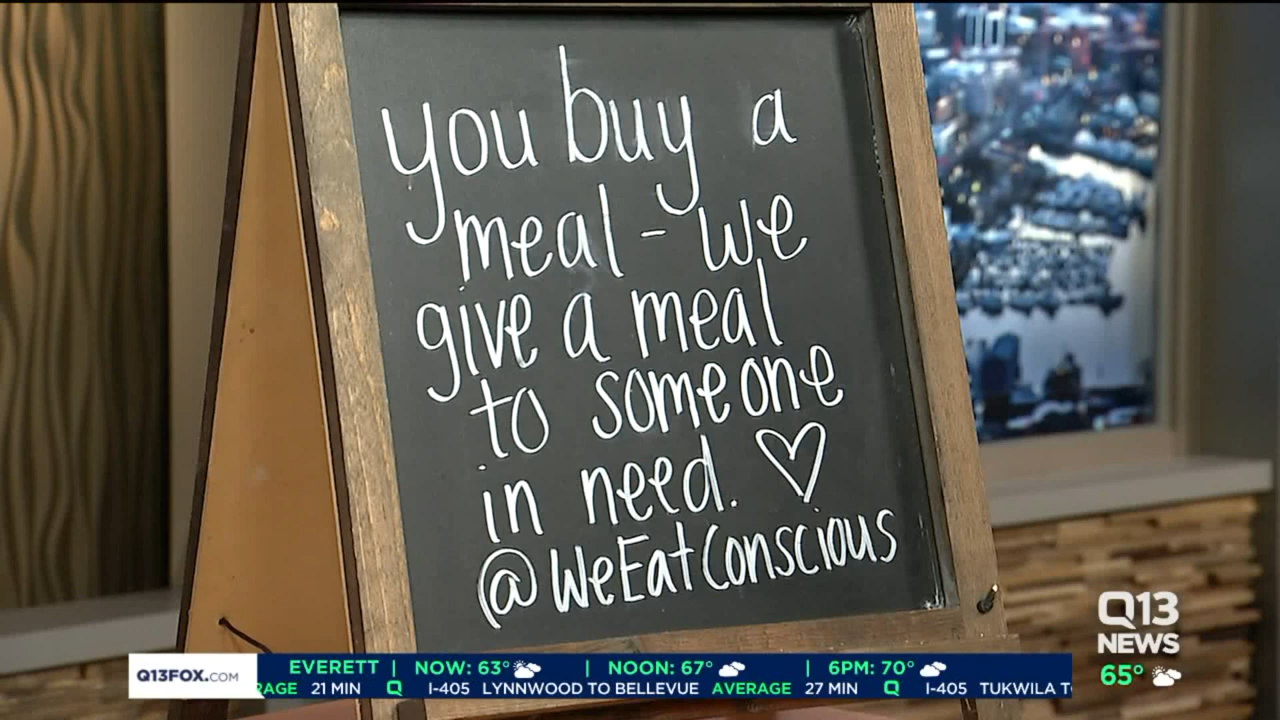 you buy a
meal - we
give a meal
to someone
in need. ♡
@WeEatConscious
Q13
NEWS
65°
Q13FOX.COM
EVERETT | NOW: 63° | NOON: 67° | 6PM: 70°
RAGE 21 MIN Q I-405 LYNNWOOD TO BELLEVUE AVERAGE 27 MIN Q I-405 TUKWILA T